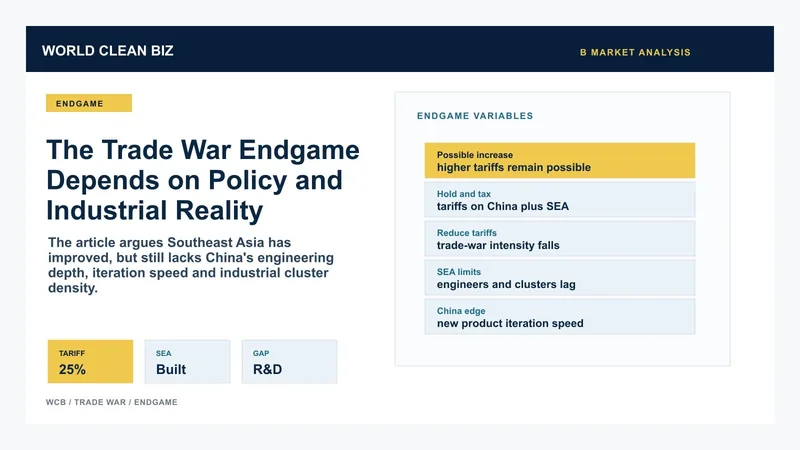 WORLD CLEAN BIZ
B MARKET ANALYSIS
ENDGAME
The Trade War Endgame
Depends on Policy and
Industrial Reality
The article argues Southeast Asia has
improved, but still lacks China's engineering
depth, iteration speed and industrial cluster
density.
TARIFF
25%
SEA
Built
GAP
R&D
WCB / TRADE WAR / ENDGAME
ENDGAME VARIABLES
Possible increase
higher tariffs remain possible
Hold and tax
tariffs on China plus SEA
Reduce tariffs
trade-war intensity falls
SEA limits
engineers and clusters lag
China edge
new product iteration speed